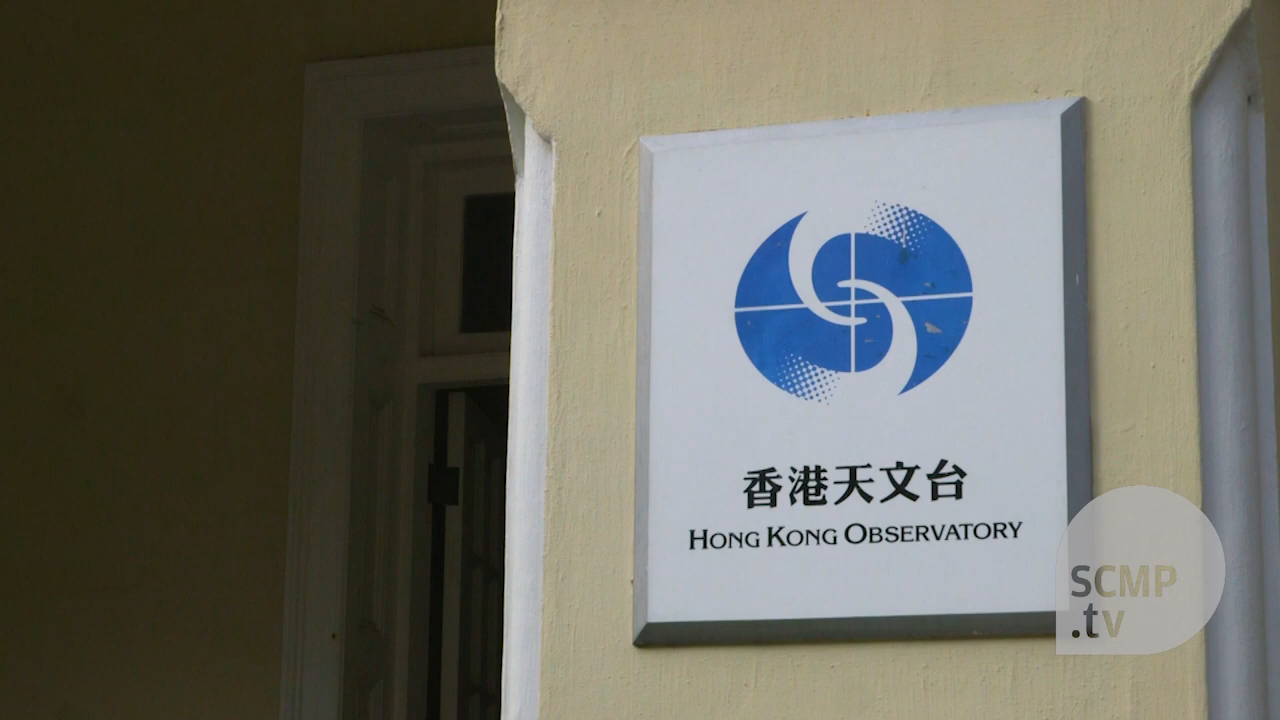 香港天文台
HONG KONG OBSERVATORY
SCMP
.tv